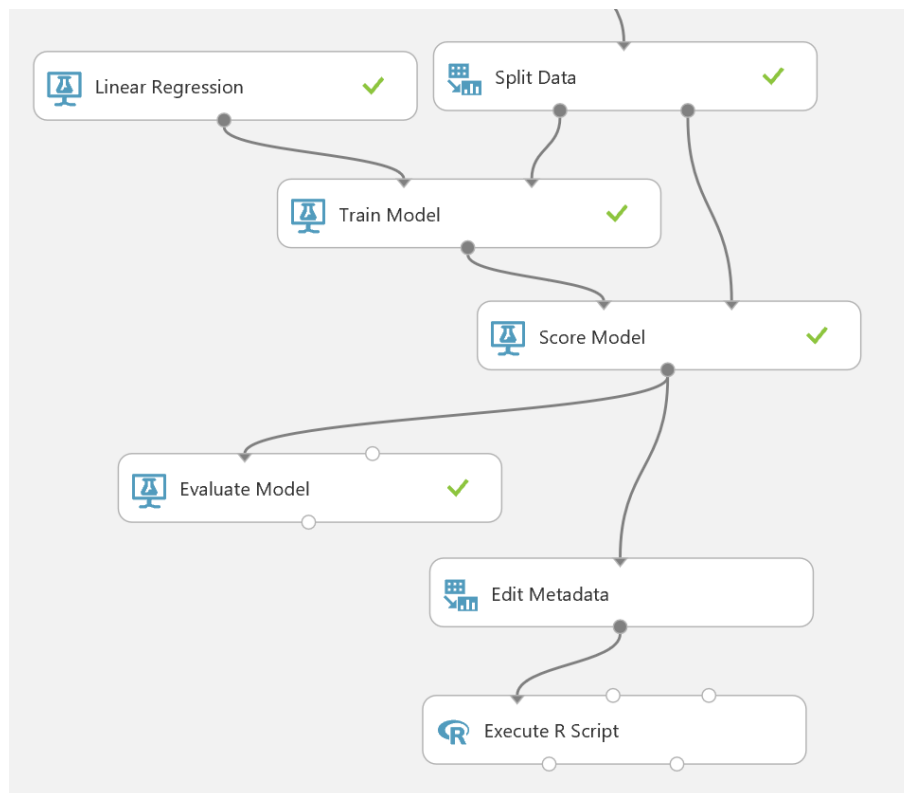 Linear Regression
Split Data
Train Model
Score Model
Evaluate Model
Edit Metadata
R
Execute R Script